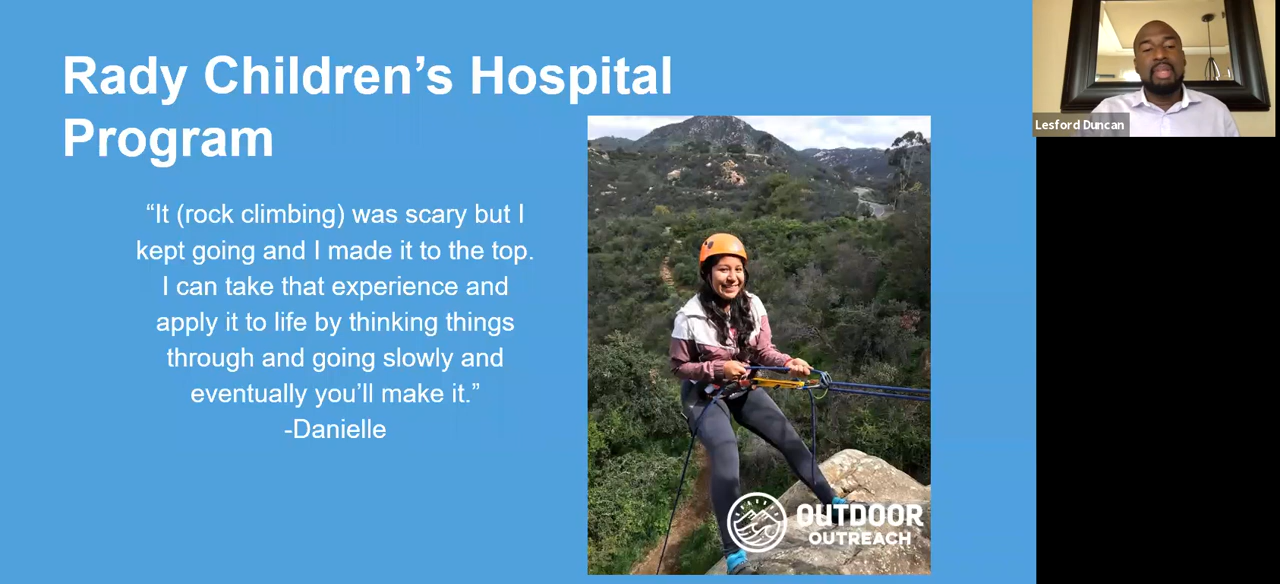 Rady Children’s Hospital
Program
“It (rock climbing) was scary but I
kept going and I made it to the top.
I can take that experience and
apply it to life by thinking things
through and going slowly and
eventually you’ll make it.”
-Danielle
OUTDOOR
OUTREACH
Lesford Duncan